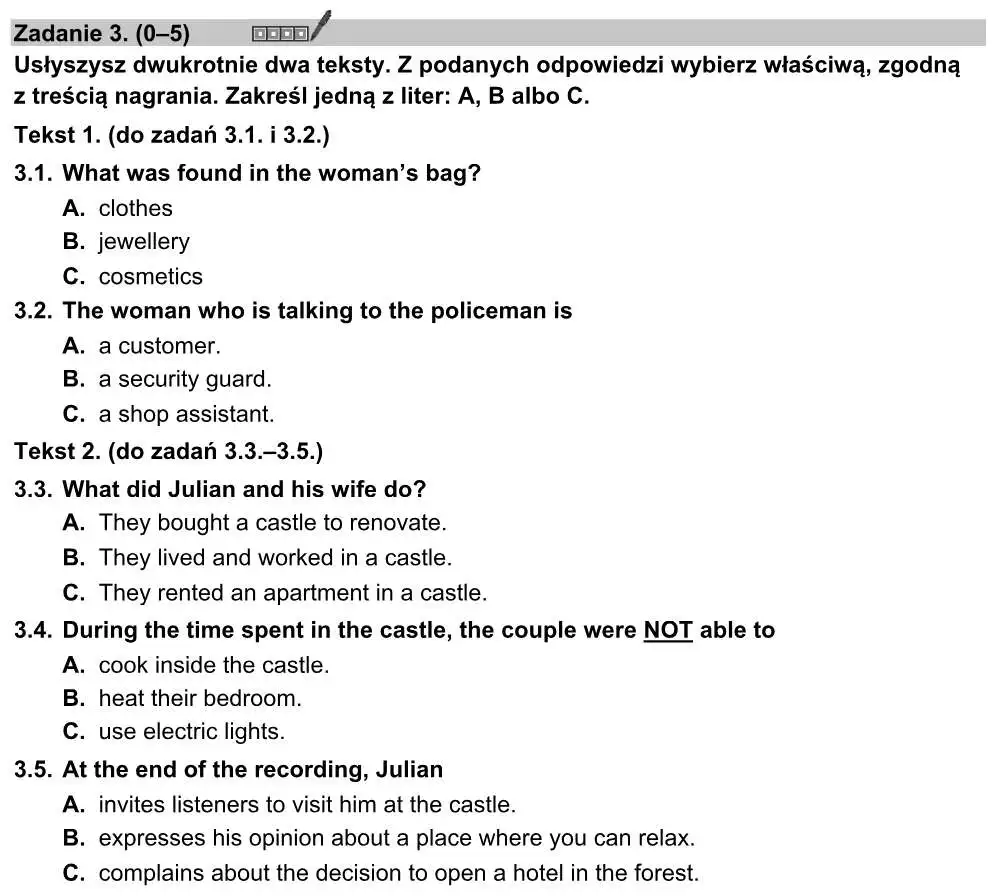 Zadanie 3. (0–5)
Usłyszysz dwukrotnie dwa teksty. Z podanych odpowiedzi wybierz właściwą, zgodną
z treścią nagrania. Zakreśl jedną z liter: A, B albo C.
Tekst 1. (do zadań 3.1. i 3.2.)
3.1. What was found in the woman’s bag?
A. clothes
B. jewellery
C. cosmetics
3.2. The woman who is talking to the policeman is
A. a customer.
B. a security guard.
C. a shop assistant.
Tekst 2. (do zadań 3.3.–3.5.)
3.3. What did Julian and his wife do?
A. They bought a castle to renovate.
B. They lived and worked in a castle.
C. They rented an apartment in a castle.
3.4. During the time spent in the castle, the couple were NOT able to
A. cook inside the castle.
B. heat their bedroom.
C. use electric lights.
3.5. At the end of the recording, Julian
A. invites listeners to visit him at the castle.
B. expresses his opinion about a place where you can relax.
C. complains about the decision to open a hotel in the forest.